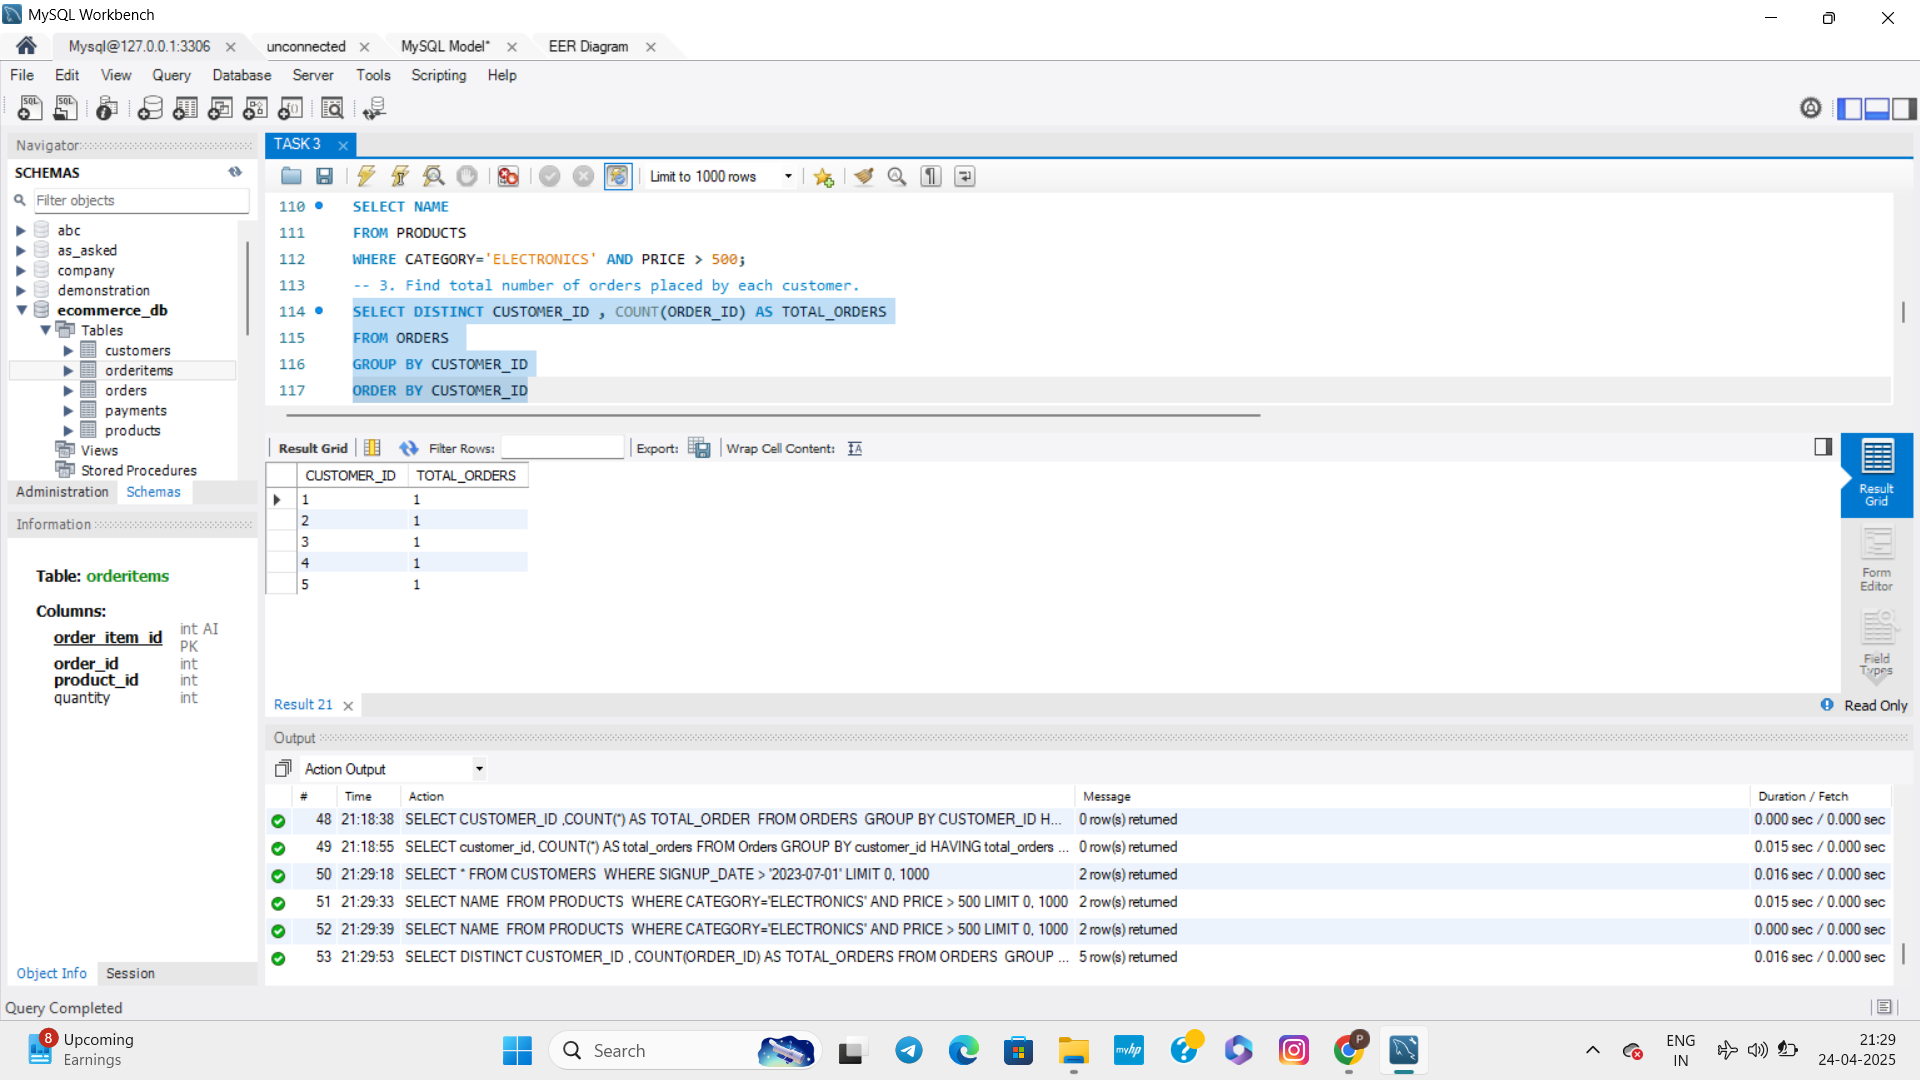 MySQL Workbench
Mysql@127.0.0.1:3306
unconnected
MySQL Model*
EER Diagram
File Edit View Query Database Server Tools Scripting Help
Navigator
TASK 3
SCHEMAS
Limit to 1000 rows
Filter objects
abc
as_asked
company
demonstration
ecommerce_db
Tables
customers
orderitems
orders
payments
products
Views
Stored Procedures
Administration Schemas
110 SELECT NAME
111 FROM PRODUCTS
112 WHERE CATEGORY='ELECTRONICS' AND PRICE > 500;
113 -- 3. Find total number of orders placed by each customer.
114 SELECT DISTINCT CUSTOMER_ID , COUNT(ORDER_ID) AS TOTAL_ORDERS
115 FROM ORDERS
116 GROUP BY CUSTOMER_ID
117 ORDER BY CUSTOMER_ID
Result Grid Filter Rows: Export: Wrap Cell Content:
CUSTOMER_ID TOTAL_ORDERS
1 1
2 1
3 1
4 1
5 1
Result
Grid
Form
Editor
Field
Types
Result 21
Read Only
Information
Table: orderitems
Columns:
order_item_id int AI
PK
order_id int
product_id int
quantity int
Object Info Session
Output
Action Output
# Time Action Message Duration / Fetch
48 21:18:38 SELECT CUSTOMER_ID ,COUNT(*) AS TOTAL_ORDER FROM ORDERS GROUP BY CUSTOMER_ID H... 0 row(s) returned 0.000 sec / 0.000 sec
49 21:18:55 SELECT customer_id, COUNT(*) AS total_orders FROM Orders GROUP BY customer_id HAVING total_orders ... 0 row(s) returned 0.015 sec / 0.000 sec
50 21:29:18 SELECT * FROM CUSTOMERS WHERE SIGNUP_DATE > '2023-07-01' LIMIT 0, 1000 2 row(s) returned 0.016 sec / 0.000 sec
51 21:29:33 SELECT NAME FROM PRODUCTS WHERE CATEGORY='ELECTRONICS' AND PRICE > 500 LIMIT 0, 1000 2 row(s) returned 0.015 sec / 0.000 sec
52 21:29:39 SELECT NAME FROM PRODUCTS WHERE CATEGORY='ELECTRONICS' AND PRICE > 500 LIMIT 0, 1000 2 row(s) returned 0.000 sec / 0.000 sec
53 21:29:53 SELECT DISTINCT CUSTOMER_ID , COUNT(ORDER_ID) AS TOTAL_ORDERS FROM ORDERS GROUP ... 5 row(s) returned 0.016 sec / 0.000 sec
Query Completed
8
Upcoming
Earnings
Search
myhp
P
ENG
IN
21:29
24-04-2025